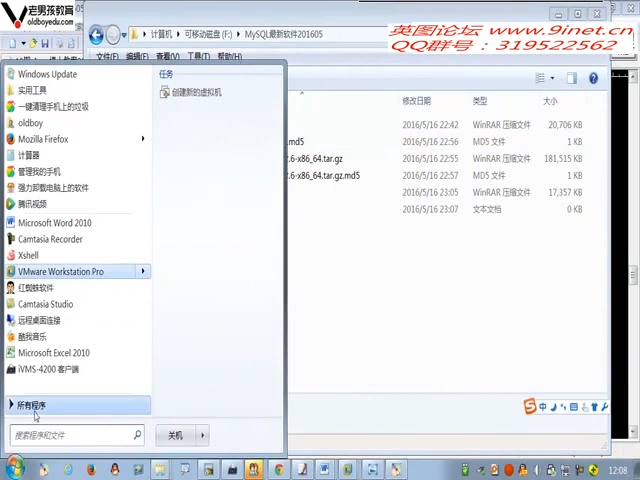 老男孩教育
oldboyedu.com
计算机 ▸ 可移动磁盘 (F:) ▸ MySQL最新软件201605
英图论坛 www.9inet.cn
QQ群号：319522562
文件(F) 编辑(E) 查看(V) 工具(T) 帮助(H)
修改日期 类型 大小
2016/5/16 22:42 WinRAR 压缩文件 20,706 KB
.md5 2016/5/16 22:56 MD5 文件 1 KB
.6-x86_64.tar.gz 2016/5/16 22:55 WinRAR 压缩文件 181,515 KB
.6-x86_64.tar.gz.md5 2016/5/16 22:57 MD5 文件 1 KB
2016/5/16 23:05 WinRAR 压缩文件 17,357 KB
2016/5/16 23:07 文本文档 0 KB
Windows Update
实用工具
一键清理手机上的垃圾
oldboy
Mozilla Firefox
计算器
管理我的手机
强力卸载电脑上的软件
腾讯视频
Microsoft Word 2010
Camtasia Recorder
Xshell
VMware Workstation Pro
红蜘蛛软件
Camtasia Studio
远程桌面连接
酷我音乐
Microsoft Excel 2010
iVMS-4200 客户端
所有程序
搜索程序和文件
关机
任务
创建新的虚拟机
中
12:08